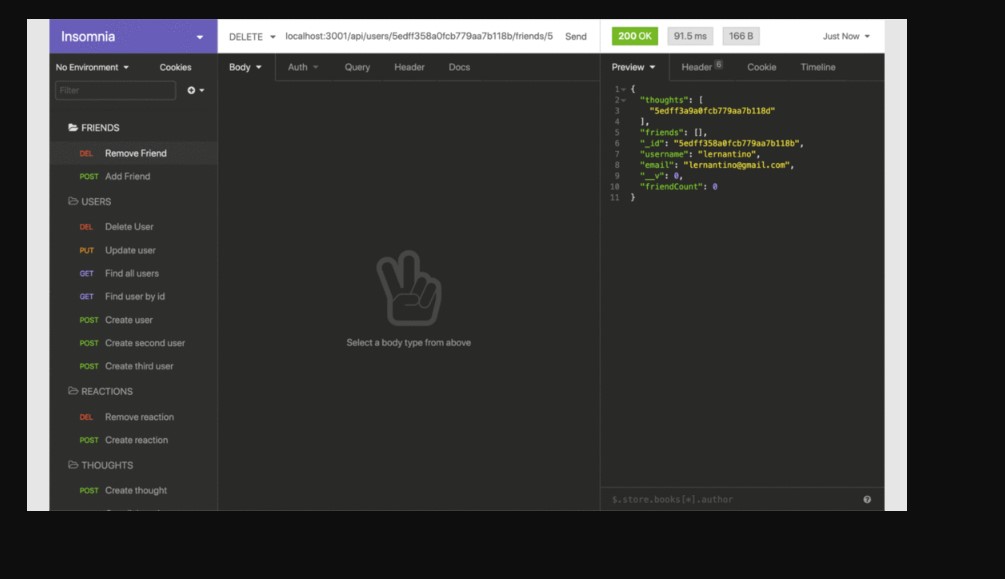 Insomnia
DELETE localhost:3001/api/users/5edff358a0fcb779aa7b118b/friends/5 Send
200 OK 91.5 ms 166 B Just Now
No Environment Cookies
Body Auth Query Header Docs
Preview Header 6 Cookie Timeline
Filter
FRIENDS
DEL Remove Friend
POST Add Friend
USERS
DEL Delete User
PUT Update user
GET Find all users
GET Find user by id
POST Create user
POST Create second user
POST Create third user
REACTIONS
DEL Remove reaction
POST Create reaction
THOUGHTS
POST Create thought
Select a body type from above
1 {
2 "thoughts": [
3 "5edff3a9a0fcb779aa7b118d"
4 ],
5 "friends": [],
6 "_id": "5edff358a0fcb779aa7b118b",
7 "username": "lernantino",
8 "email": "lernantino@gmail.com",
9 "__v": 0,
10 "friendCount": 0
11 }
$.store.books[*].author